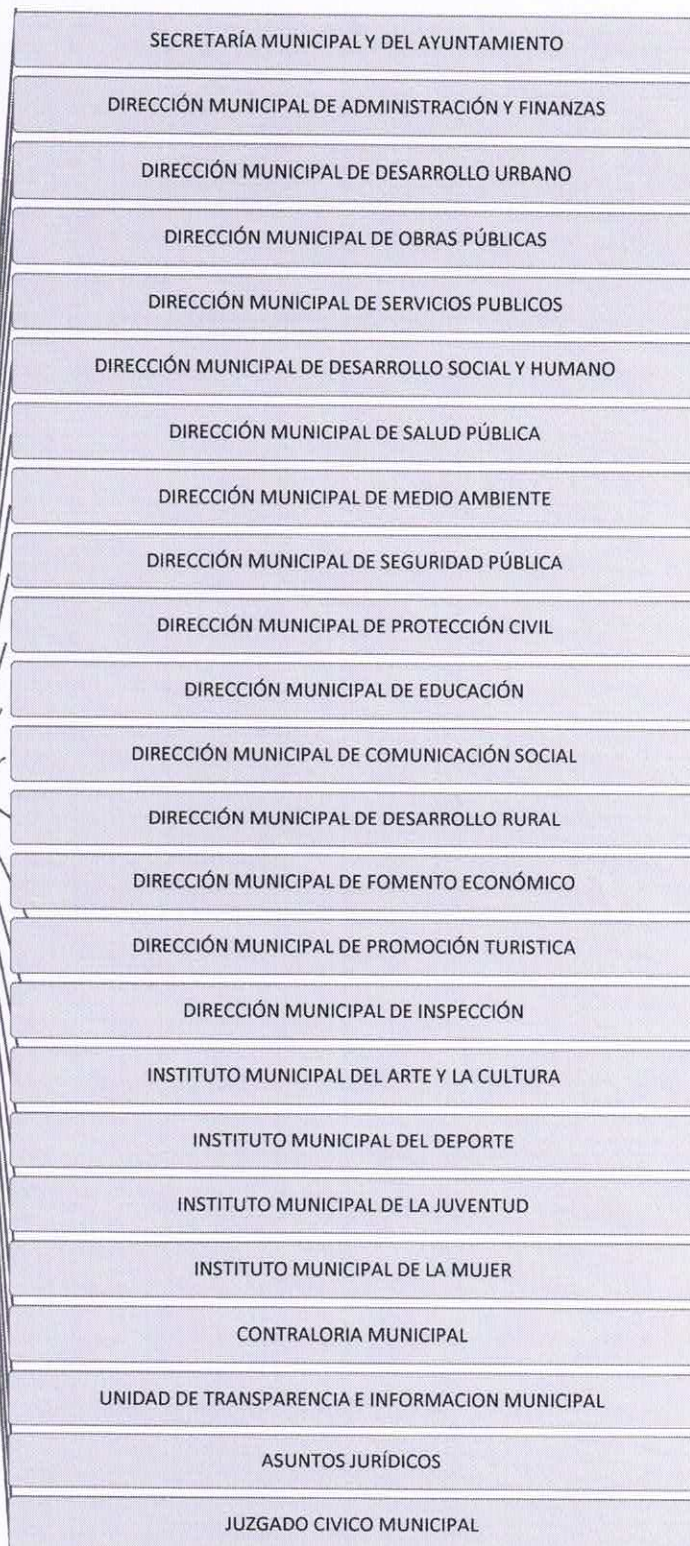 SECRETARÍA MUNICIPAL Y DEL AYUNTAMIENTO
DIRECCIÓN MUNICIPAL DE ADMINISTRACIÓN Y FINANZAS
DIRECCIÓN MUNICIPAL DE DESARROLLO URBANO
DIRECCIÓN MUNICIPAL DE OBRAS PÚBLICAS
DIRECCIÓN MUNICIPAL DE SERVICIOS PUBLICOS
DIRECCIÓN MUNICIPAL DE DESARROLLO SOCIAL Y HUMANO
DIRECCIÓN MUNICIPAL DE SALUD PÚBLICA
DIRECCIÓN MUNICIPAL DE MEDIO AMBIENTE
DIRECCIÓN MUNICIPAL DE SEGURIDAD PÚBLICA
DIRECCIÓN MUNICIPAL DE PROTECCIÓN CIVIL
DIRECCIÓN MUNICIPAL DE EDUCACIÓN
DIRECCIÓN MUNICIPAL DE COMUNICACIÓN SOCIAL
DIRECCIÓN MUNICIPAL DE DESARROLLO RURAL
DIRECCIÓN MUNICIPAL DE FOMENTO ECONÓMICO
DIRECCIÓN MUNICIPAL DE PROMOCIÓN TURISTICA
DIRECCIÓN MUNICIPAL DE INSPECCIÓN
INSTITUTO MUNICIPAL DEL ARTE Y LA CULTURA
INSTITUTO MUNICIPAL DEL DEPORTE
INSTITUTO MUNICIPAL DE LA JUVENTUD
INSTITUTO MUNICIPAL DE LA MUJER
CONTRALORIA MUNICIPAL
UNIDAD DE TRANSPARENCIA E INFORMACION MUNICIPAL
ASUNTOS JURÍDICOS
JUZGADO CIVICO MUNICIPAL